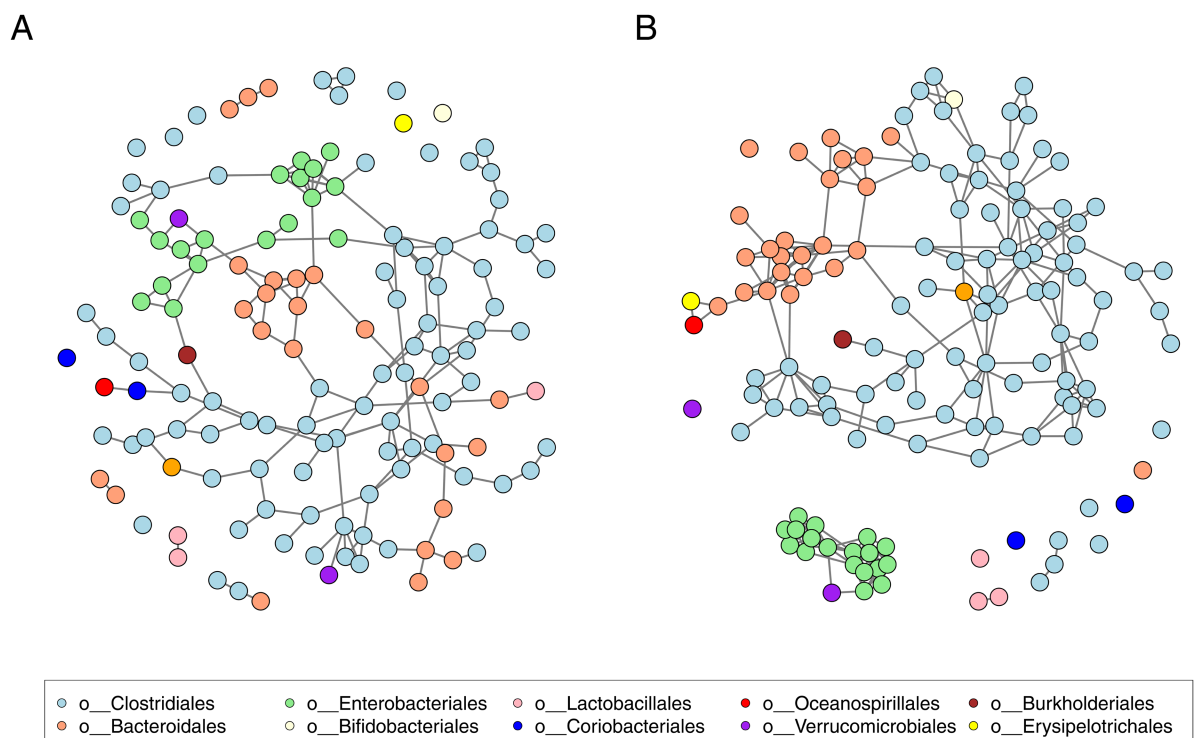 A B
o__Clostridiales o__Enterobacteriales o__Lactobacillales o__Oceanospirillales o__Burkholderiales
o__Bacteroidales o__Bifidobacteriales o__Coriobacteriales o__Verrucomicrobiales o__Erysipelotrichales